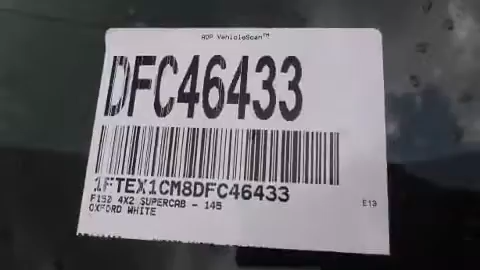 ADP VehicleScan™
DFC46433
1FTEX1CM8DFC46433
F150 4X2 SUPERCAB - 145
OXFORD WHITE
E13